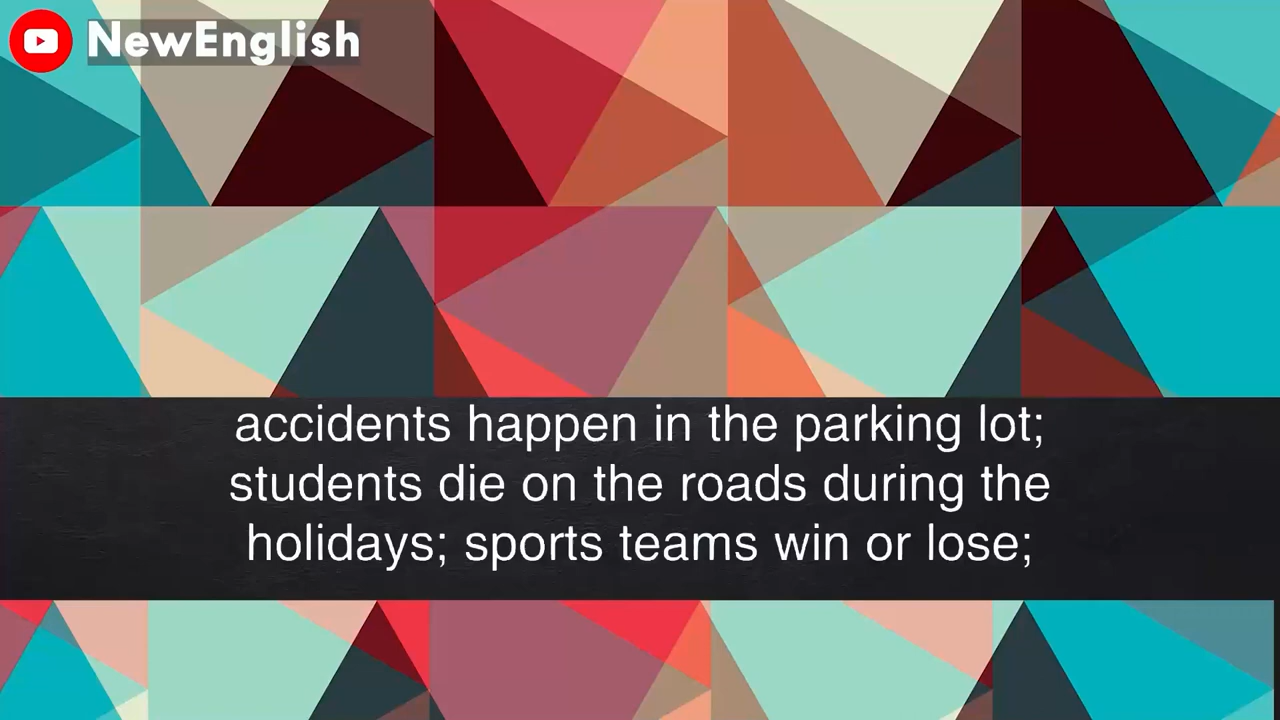 NewEnglish
accidents happen in the parking lot;
students die on the roads during the
holidays; sports teams win or lose;